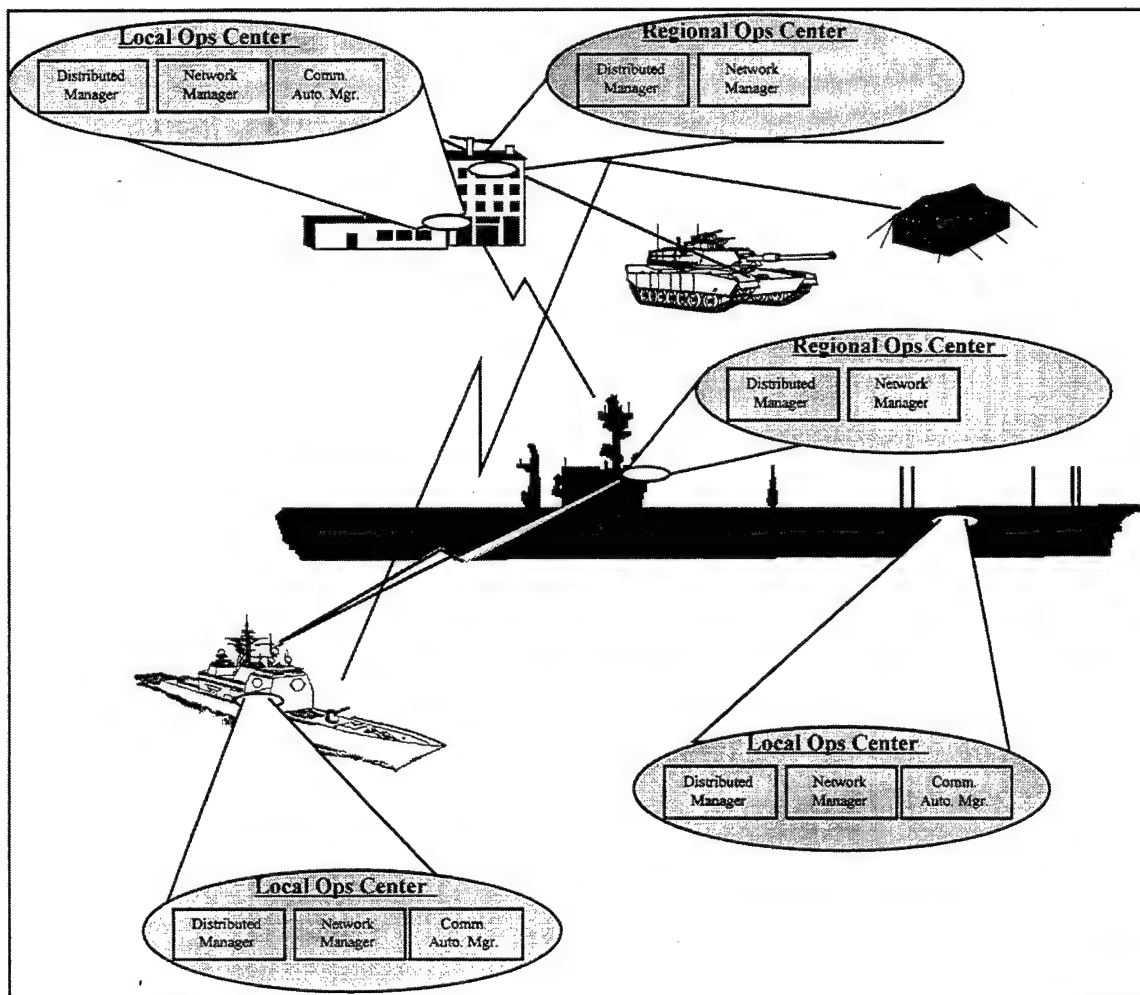 Local Ops Center
Distributed
Manager
Network
Manager
Comm.
Auto. Mgr.
Regional Ops Center
Distributed
Manager
Network
Manager
Regional Ops Center
Distributed
Manager
Network
Manager
Local Ops Center
Distributed
Manager
Network
Manager
Comm.
Auto. Mgr.
Local Ops Center
Distributed
Manager
Network
Manager
Comm.
Auto. Mgr.